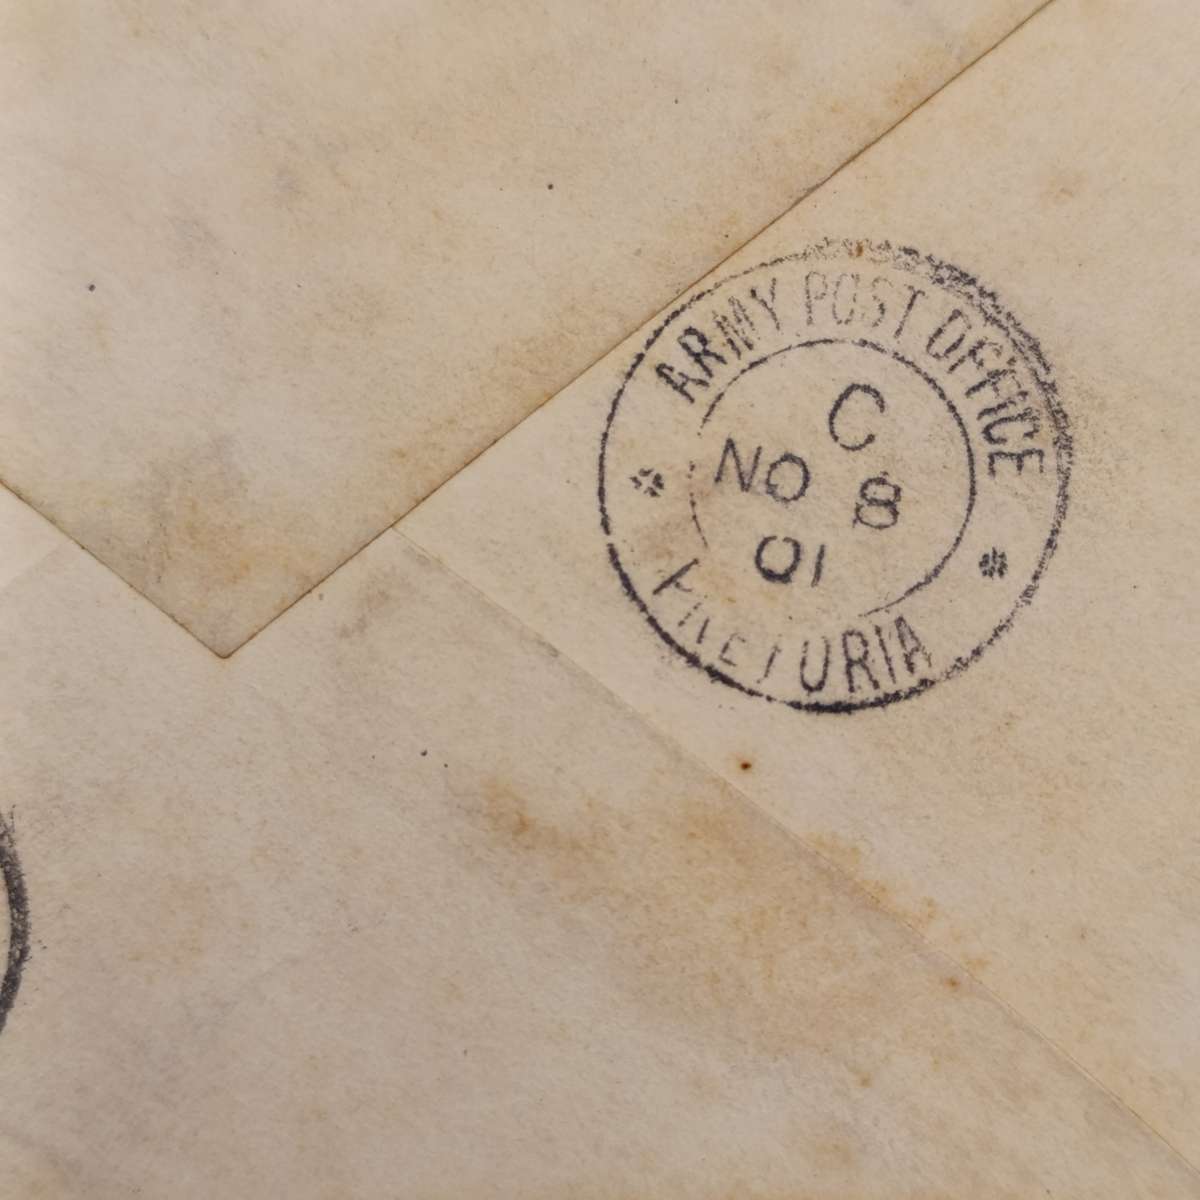 ARMY POST OFFICE
C
NO 8
01
PRETORIA